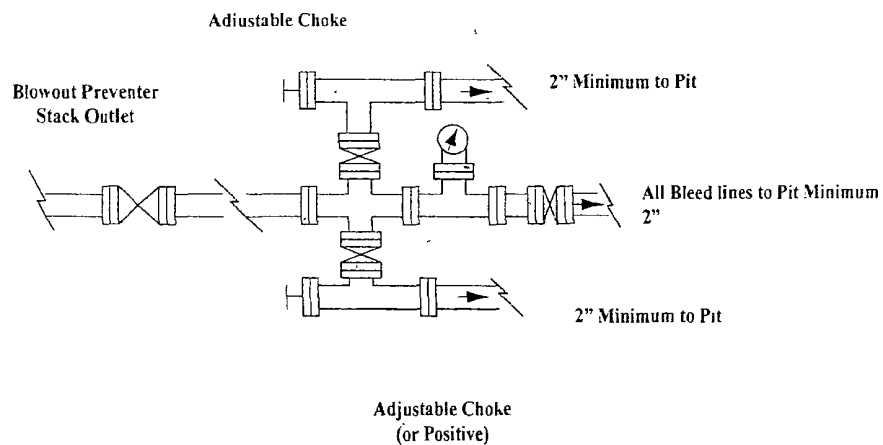 Adjustable Choke
2" Minimum to Pit
Blowout Preventer
Stack Outlet
All Bleed lines to Pit Minimum
2"
2" Minimum to Pit
Adjustable Choke
(or Positive)